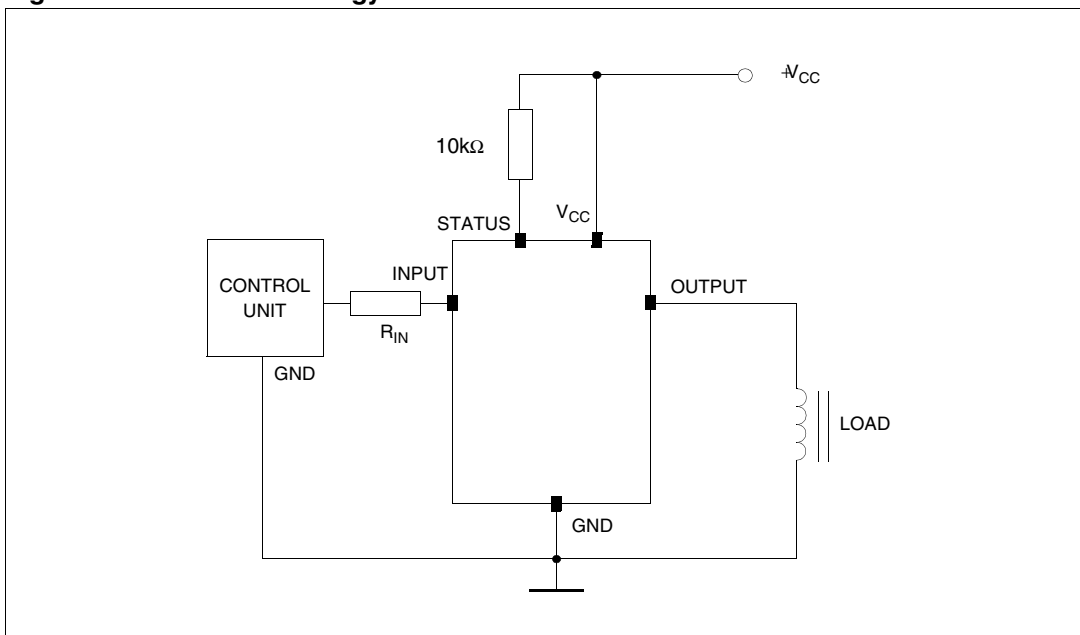 +VCC
10kΩ
STATUS
VCC
INPUT
CONTROL
UNIT
OUTPUT
RIN
GND
LOAD
GND